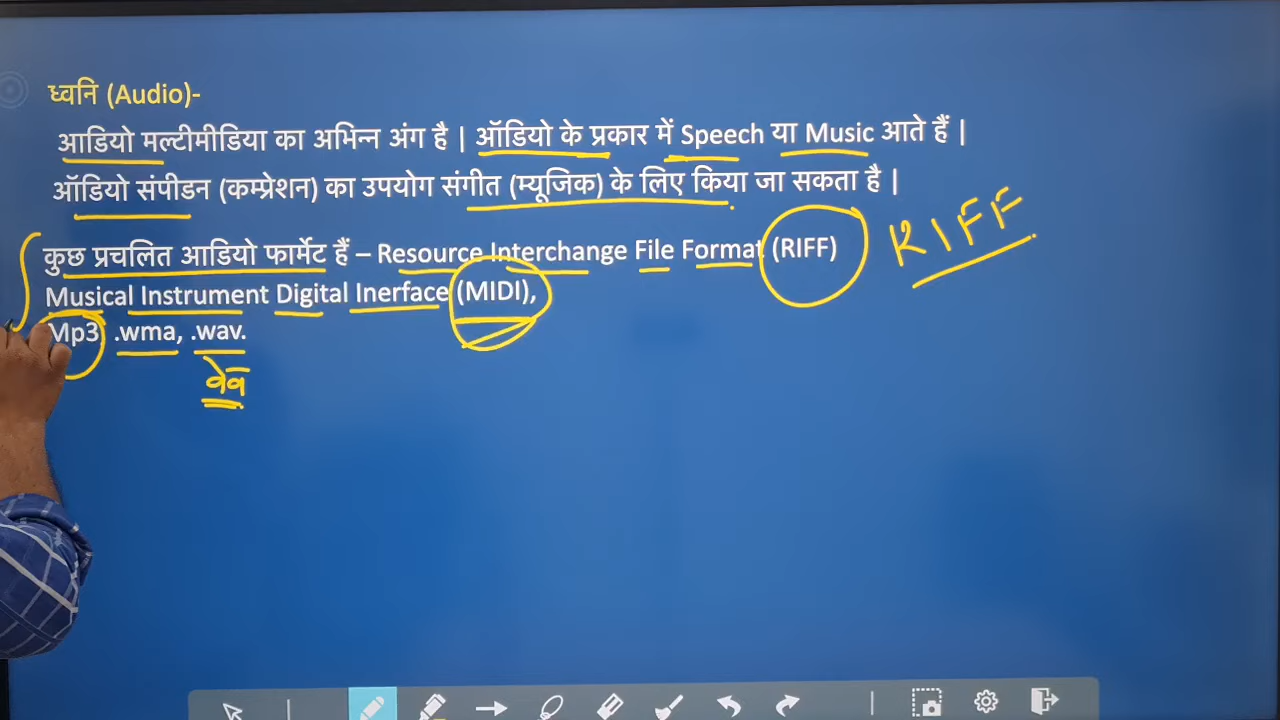 ध्वनि (Audio)-
आडियो मल्टीमीडिया का अभिन्न अंग है | ऑडियो के प्रकार में Speech या Music आते हैं |
ऑडियो संपीडन (कम्प्रेशन) का उपयोग संगीत (म्यूजिक) के लिए किया जा सकता है |
कुछ प्रचलित आडियो फार्मेट हैं – Resource Interchange File Format (RIFF) RIFF
Musical Instrument Digital Inerface (MIDI),
Mp3 .wma, .wav.
वेव